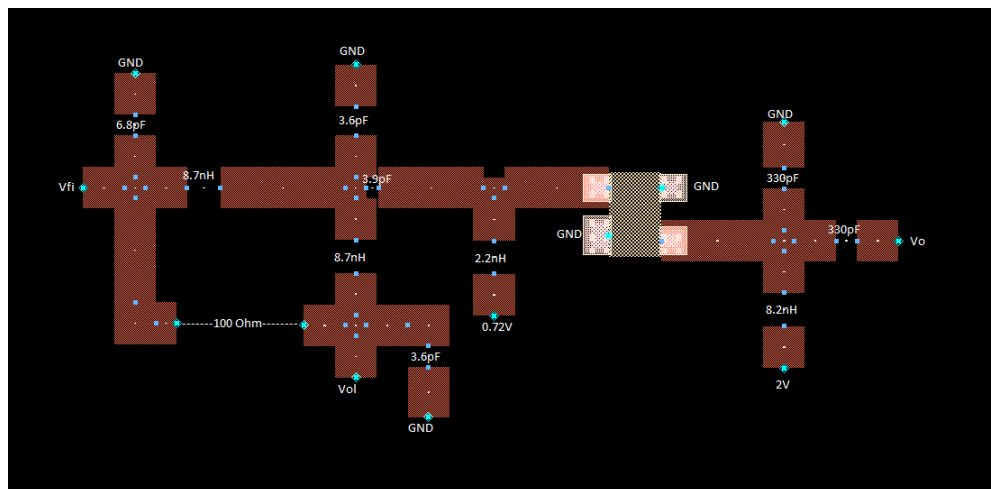 GND
GND
6.8pF
3.6pF
GND
Vfi
8.7nH
3.9pF
GND
330pF
GND
330pF
Vo
8.7nH
2.2nH
8.2nH
100 Ohm
0.72V
3.6pF
Vol
2V
GND